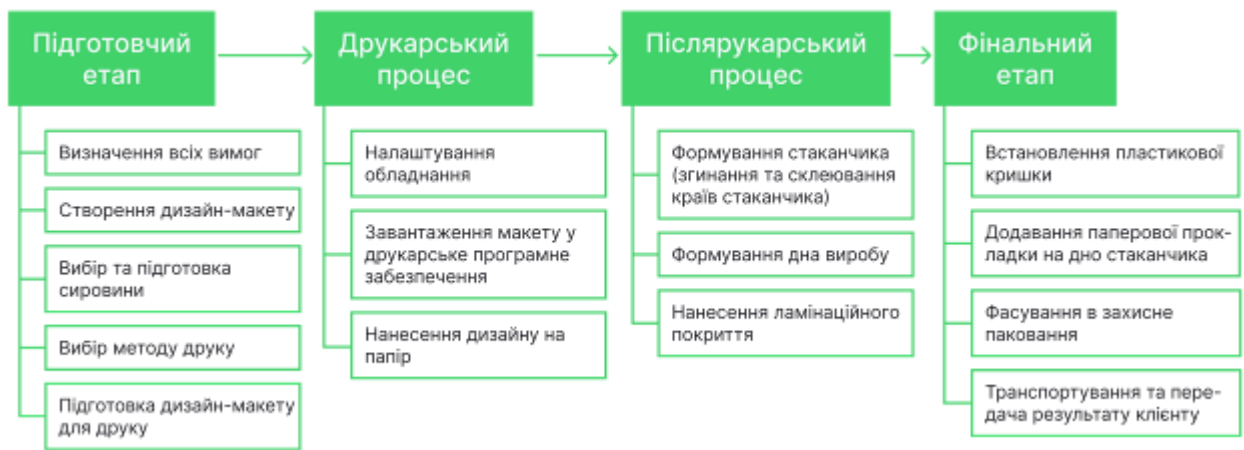 Підготовчий
етап
Визначення всіх вимог
Створення дизайн-макету
Вибір та підготовка
сировини
Вибір методу друку
Підготовка дизайн-макету
для друку
Друкарський
процес
Налаштування
обладнання
Завантаження макету у
друкарське програмне
забезпечення
Нанесення дизайну на
папір
Післярукарський
процес
Формування стаканчика
(згинання та склеювання
країв стаканчика)
Формування дна виробу
Нанесення ламінаційного
покриття
Фінальний
етап
Встановлення пластикової
кришки
Додавання паперової прок-
ладки на дно стаканчика
Фасування в захисне
паковання
Транспортування та пере-
дача результату клієнту